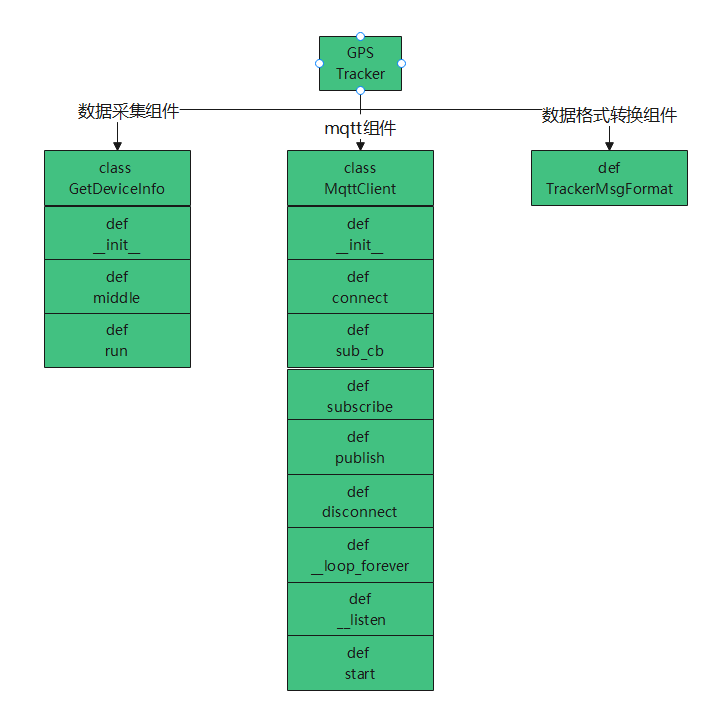 GPS
Tracker
数据采集组件
mqtt组件
数据格式转换组件
class
GetDeviceInfo
def
__init__
def
middle
def
run
class
MqttClient
def
__init__
def
connect
def
sub_cb
def
subscribe
def
publish
def
disconnect
def
__loop_forever
def
__listen
def
start
def
TrackerMsgFormat